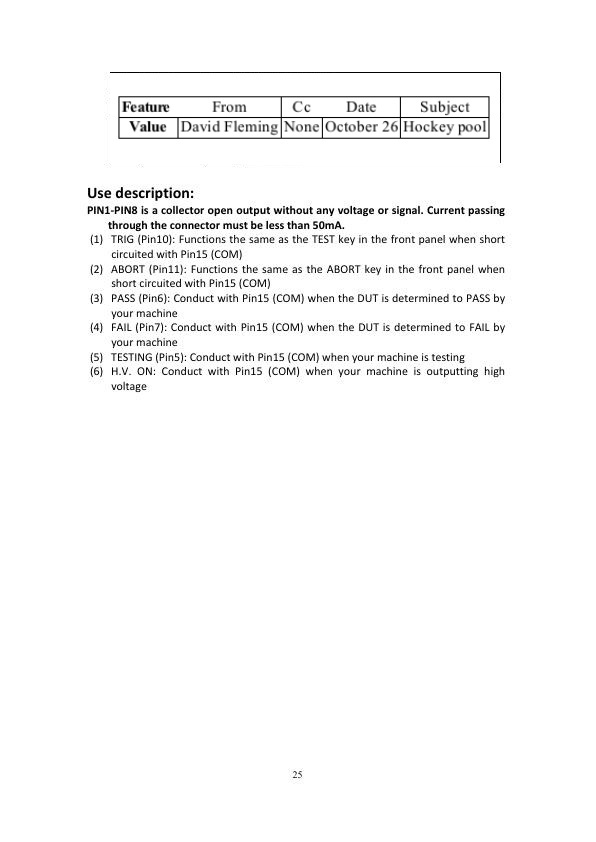 Feature From Cc Date Subject
Value David Fleming None October 26 Hockey pool
Use description:
PIN1-PIN8 is a collector open output without any voltage or signal. Current passing
through the connector must be less than 50mA.
(1) TRIG (Pin10): Functions the same as the TEST key in the front panel when short
circuited with Pin15 (COM)
(2) ABORT (Pin11): Functions the same as the ABORT key in the front panel when
short circuited with Pin15 (COM)
(3) PASS (Pin6): Conduct with Pin15 (COM) when the DUT is determined to PASS by
your machine
(4) FAIL (Pin7): Conduct with Pin15 (COM) when the DUT is determined to FAIL by
your machine
(5) TESTING (Pin5): Conduct with Pin15 (COM) when your machine is testing
(6) H.V. ON: Conduct with Pin15 (COM) when your machine is outputting high
voltage
25